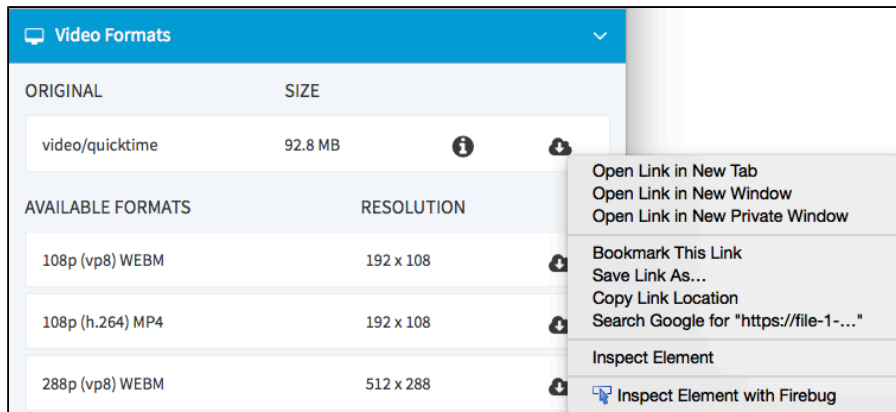 Video Formats
ORIGINAL SIZE
video/quicktime 92.8 MB
AVAILABLE FORMATS RESOLUTION
108p (vp8) WEBM 192 x 108
108p (h.264) MP4 192 x 108
288p (vp8) WEBM 512 x 288
Open Link in New Tab
Open Link in New Window
Open Link in New Private Window
Bookmark This Link
Save Link As...
Copy Link Location
Search Google for "https://file-1-..."
Inspect Element
Inspect Element with Firebug